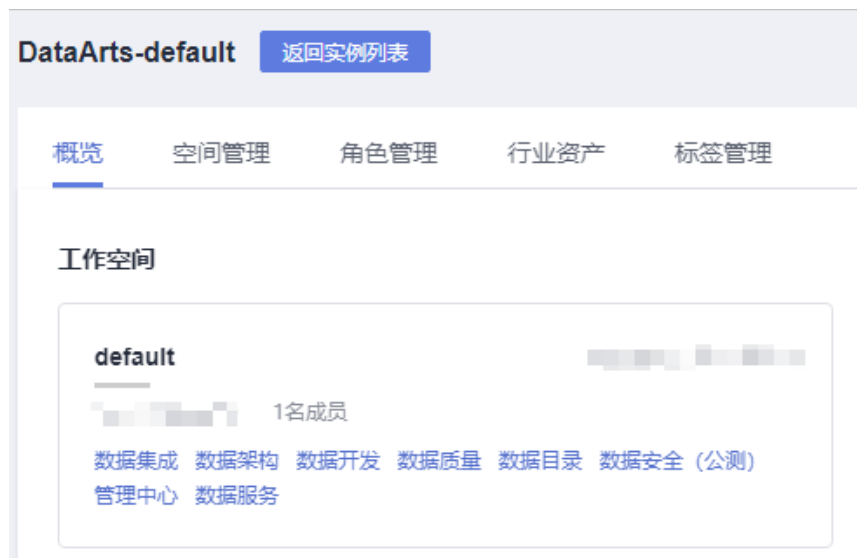 DataArts-default 返回实例列表
概览 空间管理 角色管理 行业资产 标签管理
工作空间
default
1名成员
数据集成 数据架构 数据开发 数据质量 数据目录 数据安全（公测）
管理中心 数据服务